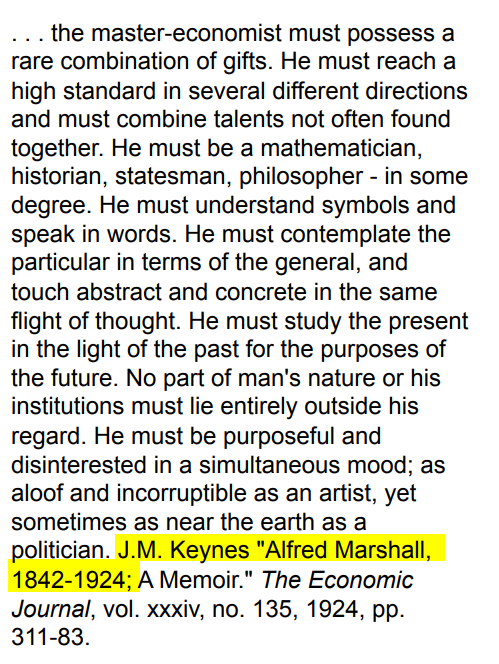 . . . the master-economist must possess a
rare combination of gifts. He must reach a
high standard in several different directions
and must combine talents not often found
together. He must be a mathematician,
historian, statesman, philosopher - in some
degree. He must understand symbols and
speak in words. He must contemplate the
particular in terms of the general, and
touch abstract and concrete in the same
flight of thought. He must study the present
in the light of the past for the purposes of
the future. No part of man's nature or his
institutions must lie entirely outside his
regard. He must be purposeful and
disinterested in a simultaneous mood; as
aloof and incorruptible as an artist, yet
sometimes as near the earth as a
politician. J.M. Keynes "Alfred Marshall,
1842-1924; A Memoir." The Economic
Journal, vol. xxxiv, no. 135, 1924, pp.
311-83.